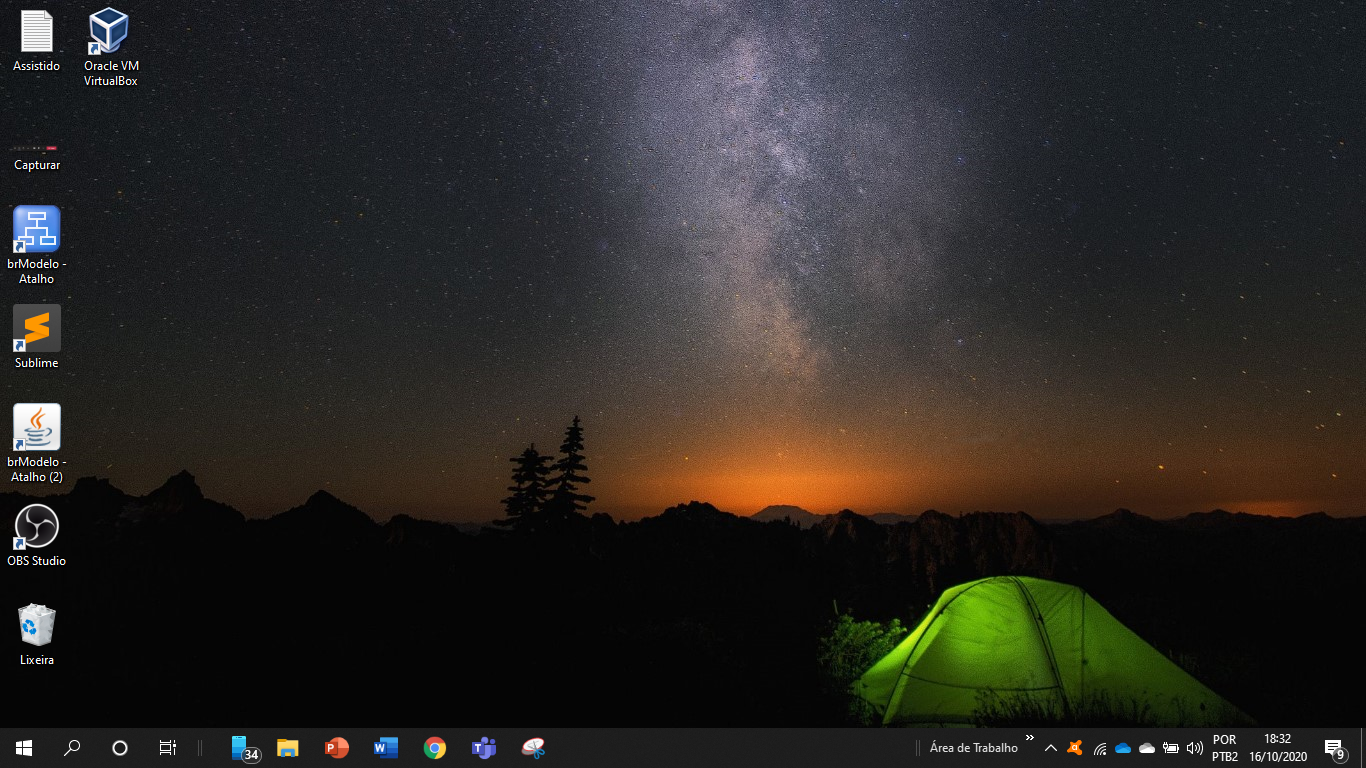 Assistido
Oracle VM
VirtualBox
Capturar
brModelo -
Atalho
Sublime
brModelo -
Atalho (2)
OBS Studio
Lixeira
34
P
W
T
Área de Trabalho
POR
PTB2
18:32
16/10/2020
9